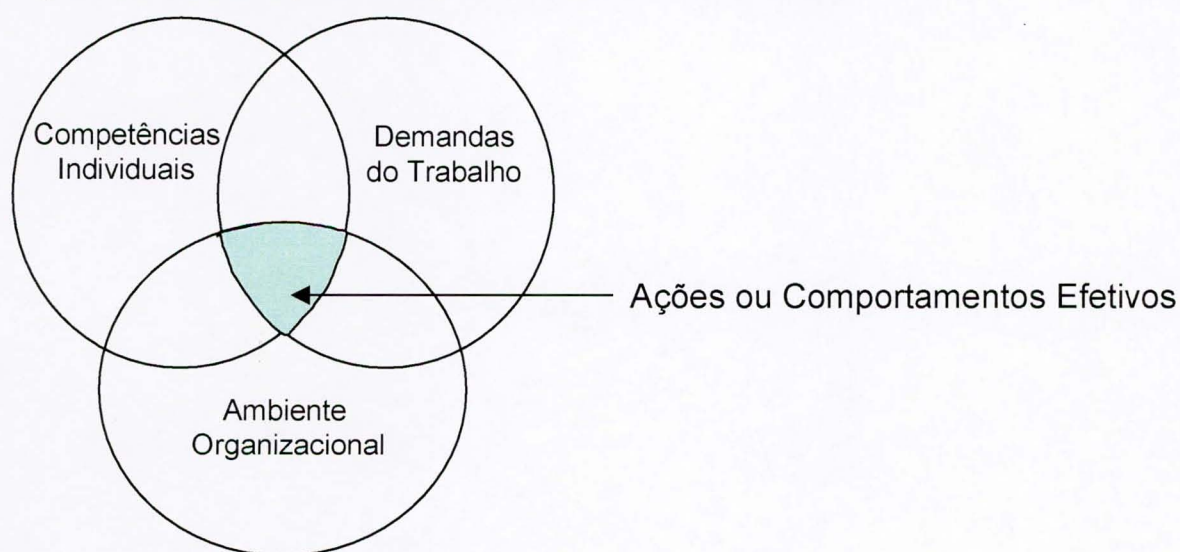 Competências
Individuais
Demandas
do Trabalho
Ações ou Comportamentos Efetivos
Ambiente
Organizacional